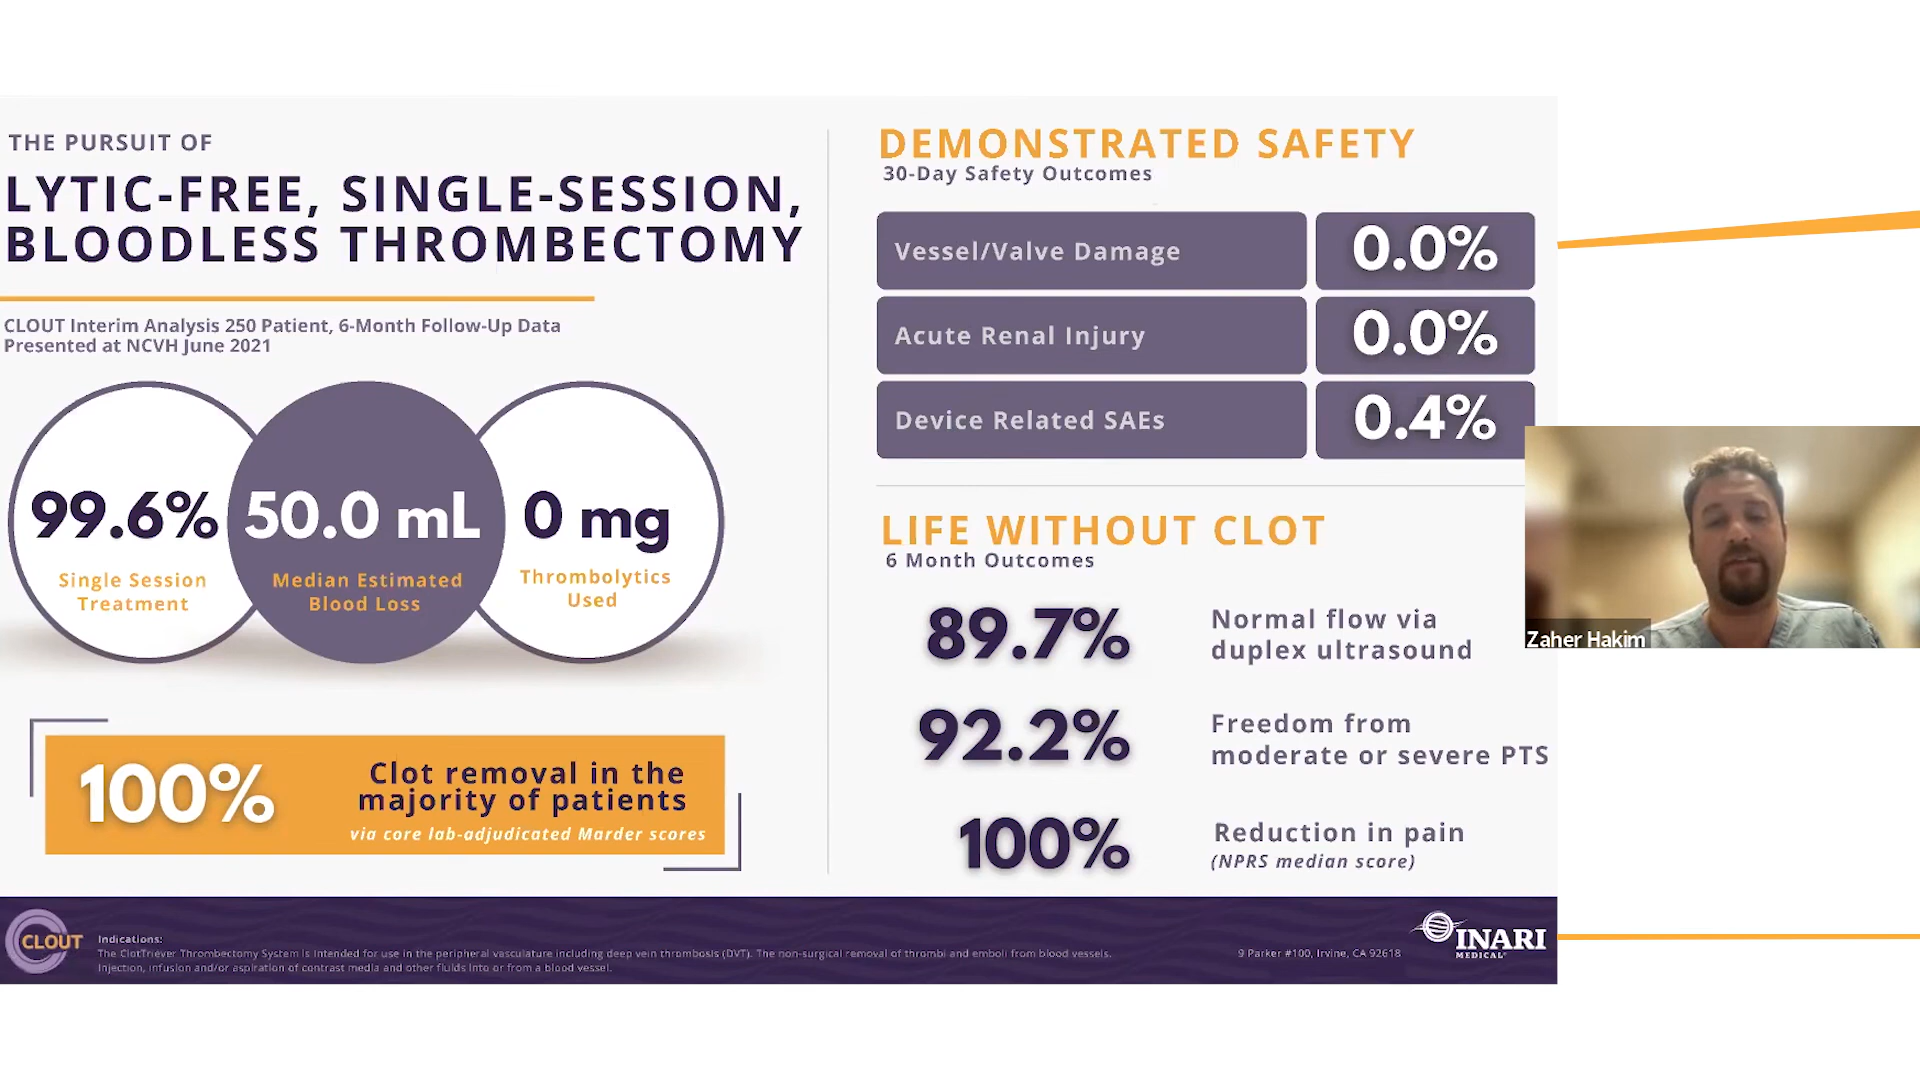 THE PURSUIT OF
LYTIC-FREE, SINGLE-SESSION,
BLOODLESS THROMBECTOMY
CLOUT Interim Analysis 250 Patient, 6-Month Follow-Up Data
Presented at NCVH June 2021
99.6%
Single Session
Treatment
50.0 mL
Median Estimated
Blood Loss
0 mg
Thrombolytics
Used
100%
Clot removal in the
majority of patients
via core lab-adjudicated Marder scores
DEMONSTRATED SAFETY
30-Day Safety Outcomes
Vessel/Valve Damage 0.0%
Acute Renal Injury 0.0%
Device Related SAEs 0.4%
LIFE WITHOUT CLOT
6 Month Outcomes
89.7%
Normal flow via
duplex ultrasound
92.2%
Freedom from
moderate or severe PTS
100%
Reduction in pain
(NPRS median score)
Zaher Hakim
CLOUT
Indications:
The ClotTriever Thrombectomy System is intended for use in the peripheral vasculature including deep vein thrombosis (DVT). The non-surgical removal of thrombi and emboli from blood vessels.
Injection, infusion and/or aspiration of contrast media and other fluids into or from a blood vessel.
9 Parker #100, Irvine, CA 92618
INARI
MEDICAL